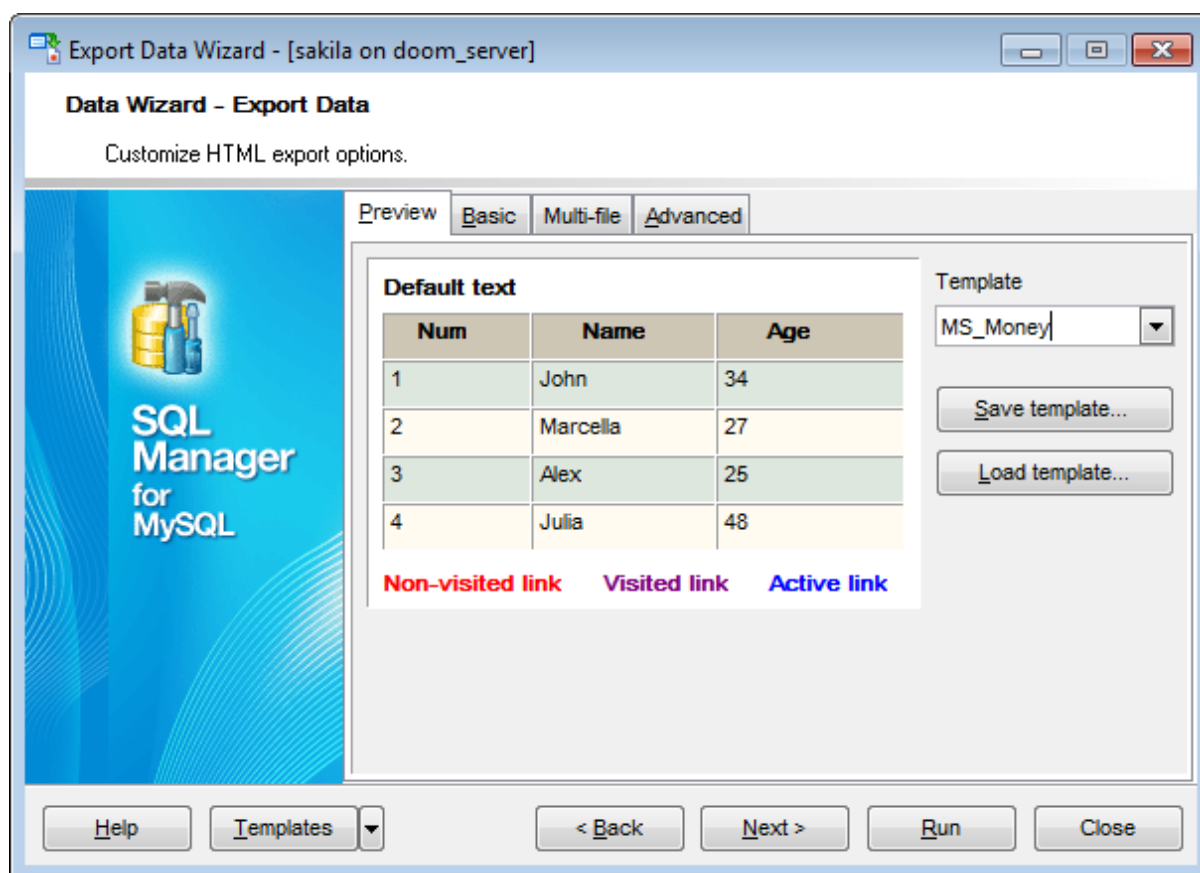 Export Data Wizard - [sakila on doom_server]
Data Wizard - Export Data
Customize HTML export options.
Preview Basic Multi-file Advanced
SQL
Manager
for
MySQL
Default text
Num Name Age
1 John 34
2 Marcella 27
3 Alex 25
4 Julia 48
Non-visited link Visited link Active link
Template
MS_Money
Save template...
Load template...
Help Templates < Back Next > Run Close